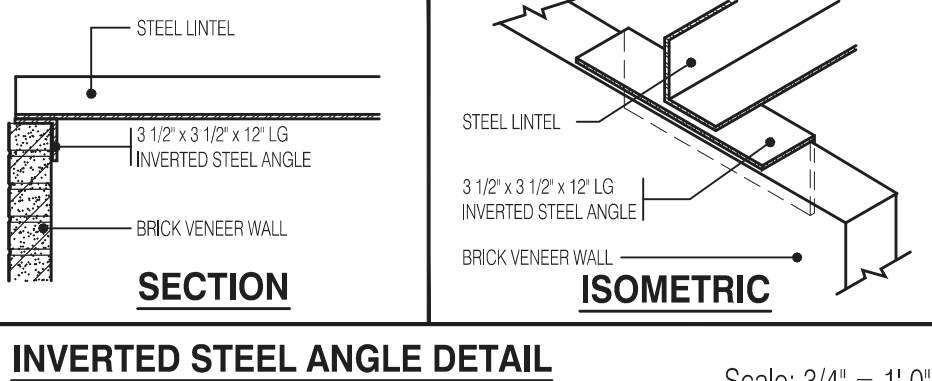 STEEL LINTEL
3 1/2" x 3 1/2" x 12" LG
INVERTED STEEL ANGLE
BRICK VENEER WALL
SECTION
STEEL LINTEL
3 1/2" x 3 1/2" x 12" LG
INVERTED STEEL ANGLE
BRICK VENEER WALL
ISOMETRIC
INVERTED STEEL ANGLE DETAIL
Scale: 3/4" = 1'-0"